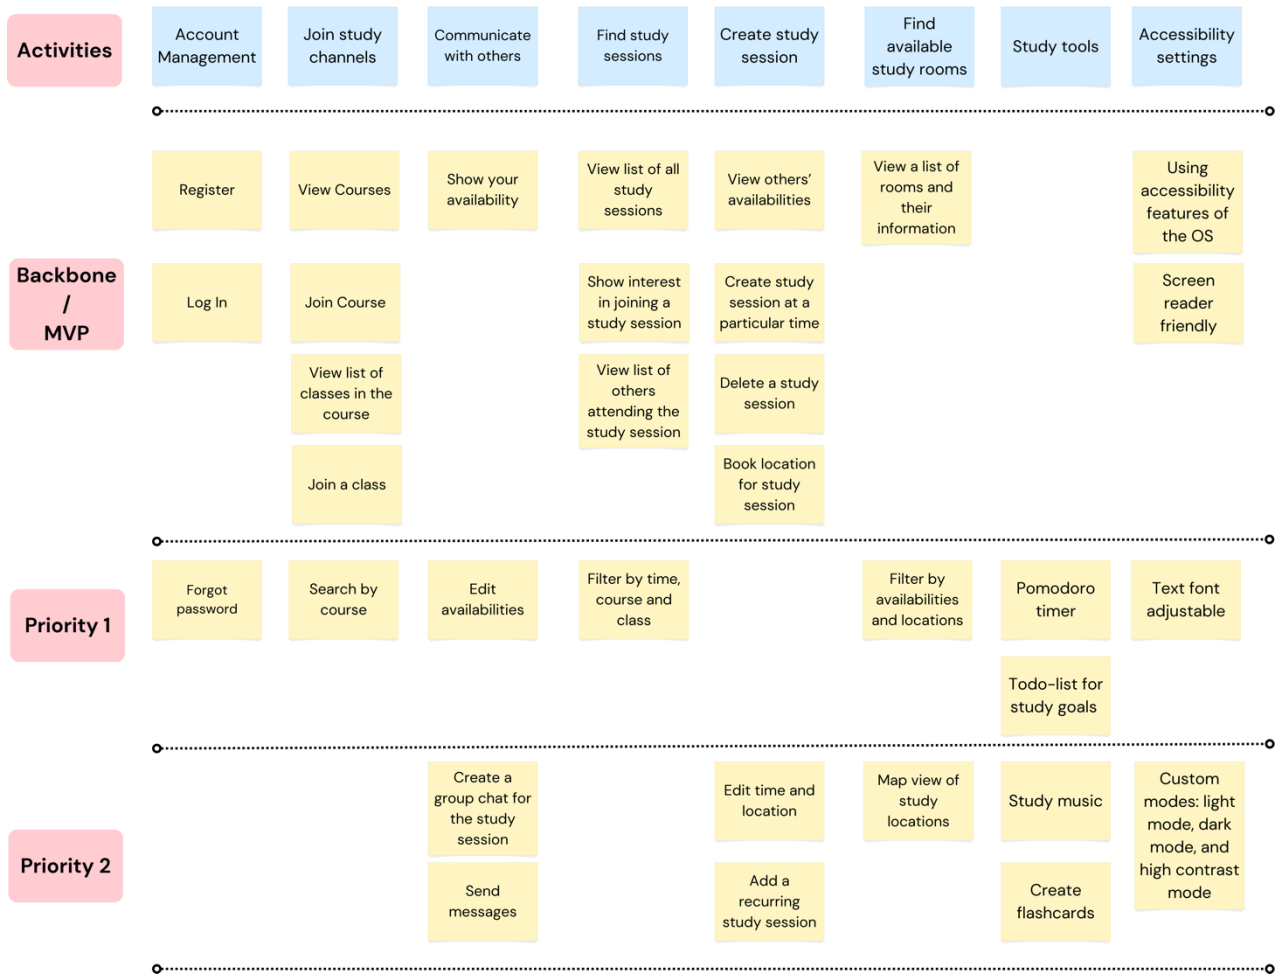 Activities
Account
Management
Join study
channels
Communicate
with others
Find study
sessions
Create study
session
Find
available
study rooms
Study tools
Accessibility
settings
Backbone
/
MVP
Register
View Courses
Show your
availability
View list of all
study
sessions
View others’
availabilities
View a list of
rooms and
their
information
Using
accessibility
features of
the OS
Log In
Join Course
Show interest
in joining a
study session
Create study
session at a
particular time
Screen
reader
friendly
View list of
classes in the
course
View list of
others
attending the
study session
Delete a study
session
Join a class
Book location
for study
session
Priority 1
Forgot
password
Search by
course
Edit
availabilities
Filter by time,
course and
class
Filter by
availabilities
and locations
Pomodoro
timer
Text font
adjustable
Todo-list for
study goals
Priority 2
Create a
group chat for
the study
session
Edit time and
location
Map view of
study
locations
Study music
Custom
modes: light
mode, dark
mode, and
high contrast
mode
Send
messages
Add a
recurring
study session
Create
flashcards